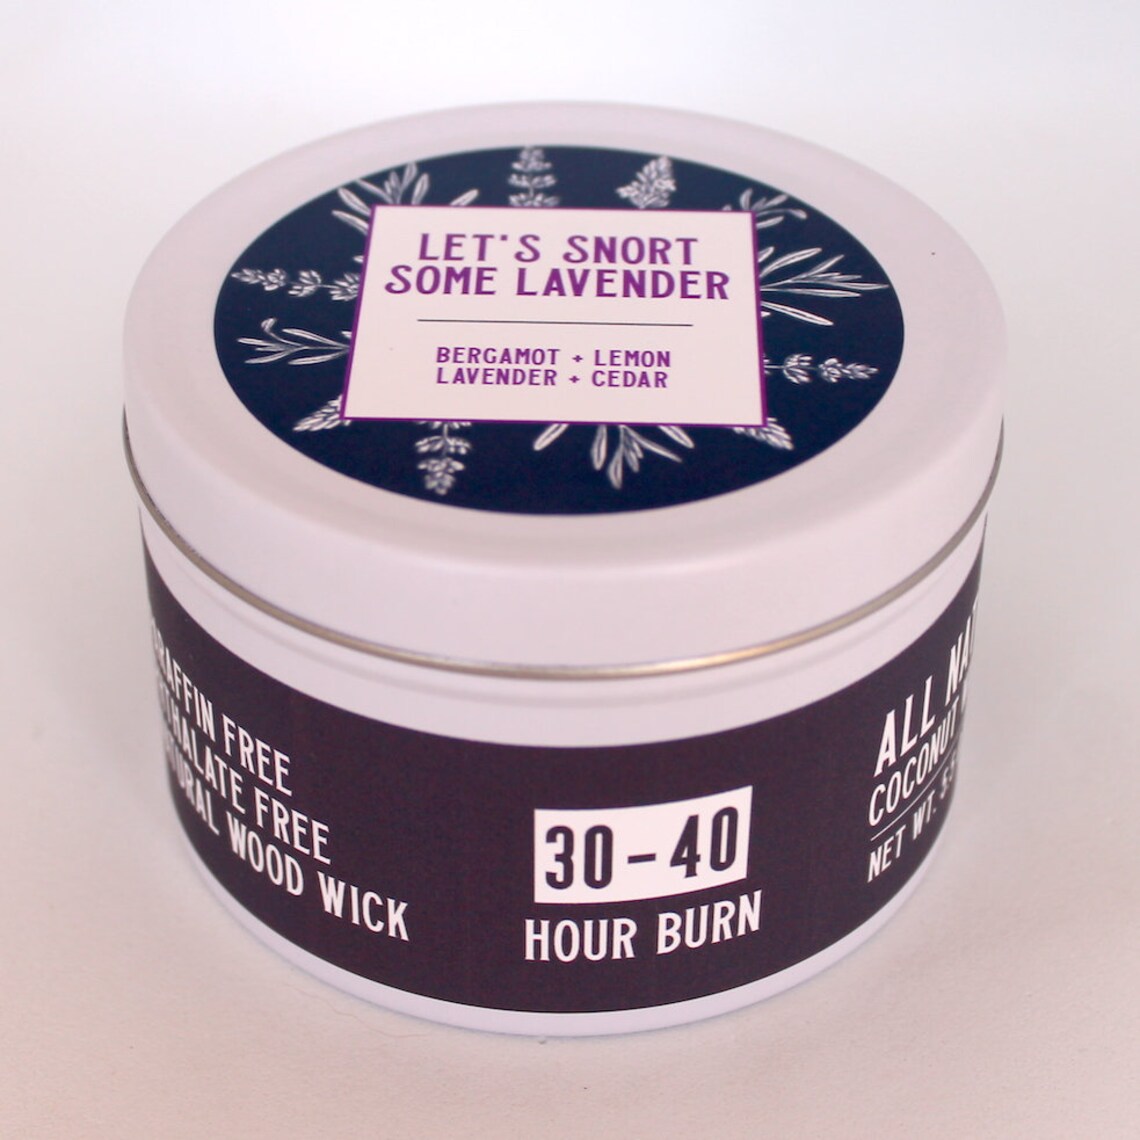 LET'S SNORT
SOME LAVENDER
BERGAMOT + LEMON
LAVENDER + CEDAR
FREE
FREE
WOOD WICK
30-40
HOUR BURN
ALL
COCONUT
NET WT.